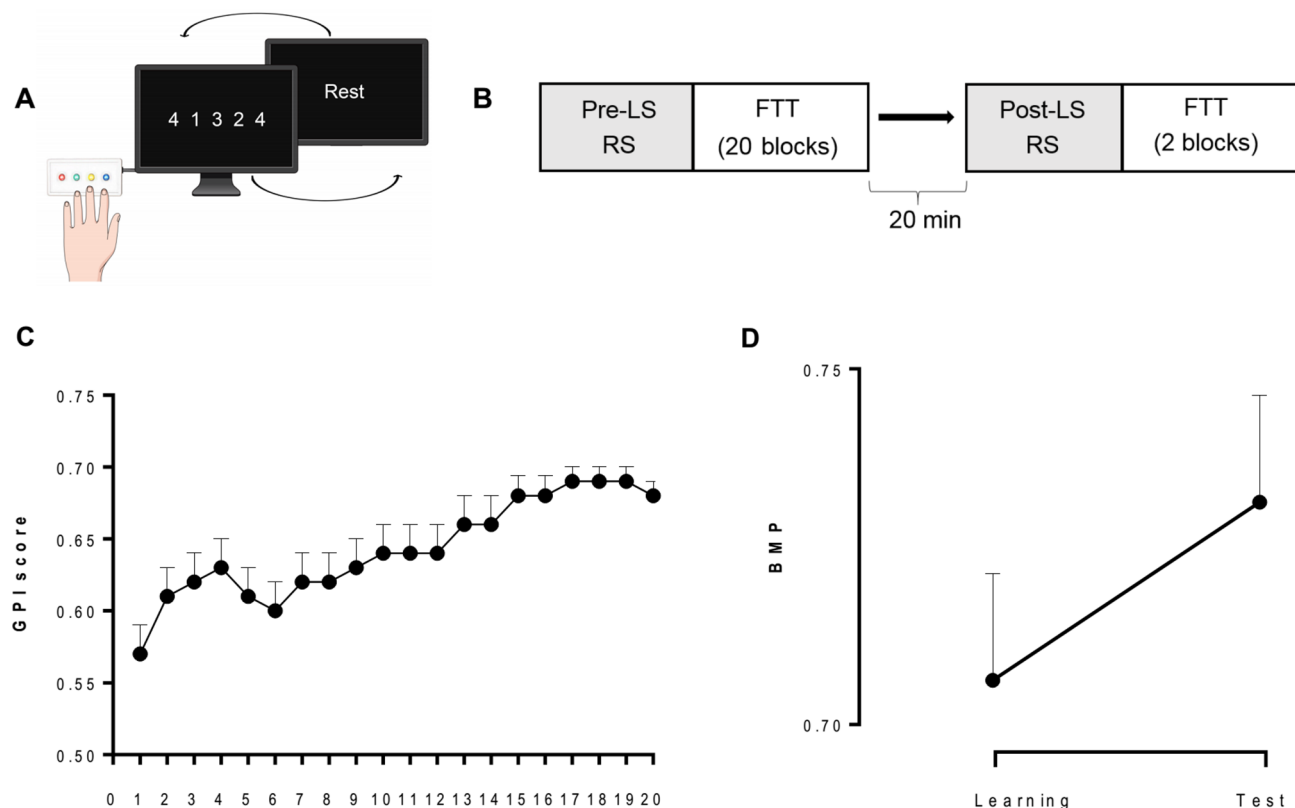 A
4 1 3 2 4
Rest
B
Pre-LS
RS
FTT
(20 blocks)
Post-LS
RS
FTT
(2 blocks)
20 min
C
GPI score
0.75
0.70
0.65
0.60
0.55
0.50
0 1 2 3 4 5 6 7 8 9 10 11 12 13 14 15 16 17 18 19 20
D
BMP
0.75
0.70
Learning Test